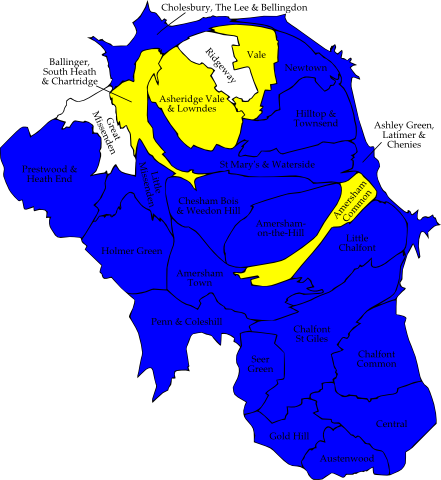 Cholesbury, The Lee & Bellingdon
Ridgeway
Vale
Ballinger,
South Heath
& Chartridge
Newtown
Asheridge Vale
& Lowndes
Great
Missenden
Hilltop &
Townsend
Ashley Green,
Latimer &
Chenies
St Mary's & Waterside
Prestwood &
Heath End
Little
Missenden
Chesham Bois
& Weedon Hill
Amersham
Common
Amersham-
on-the-Hill
Little
Chalfont
Holmer Green
Amersham
Town
Penn & Coleshill
Chalfont
St Giles
Seer
Green
Chalfont
Common
Central
Gold Hill
Austenwood